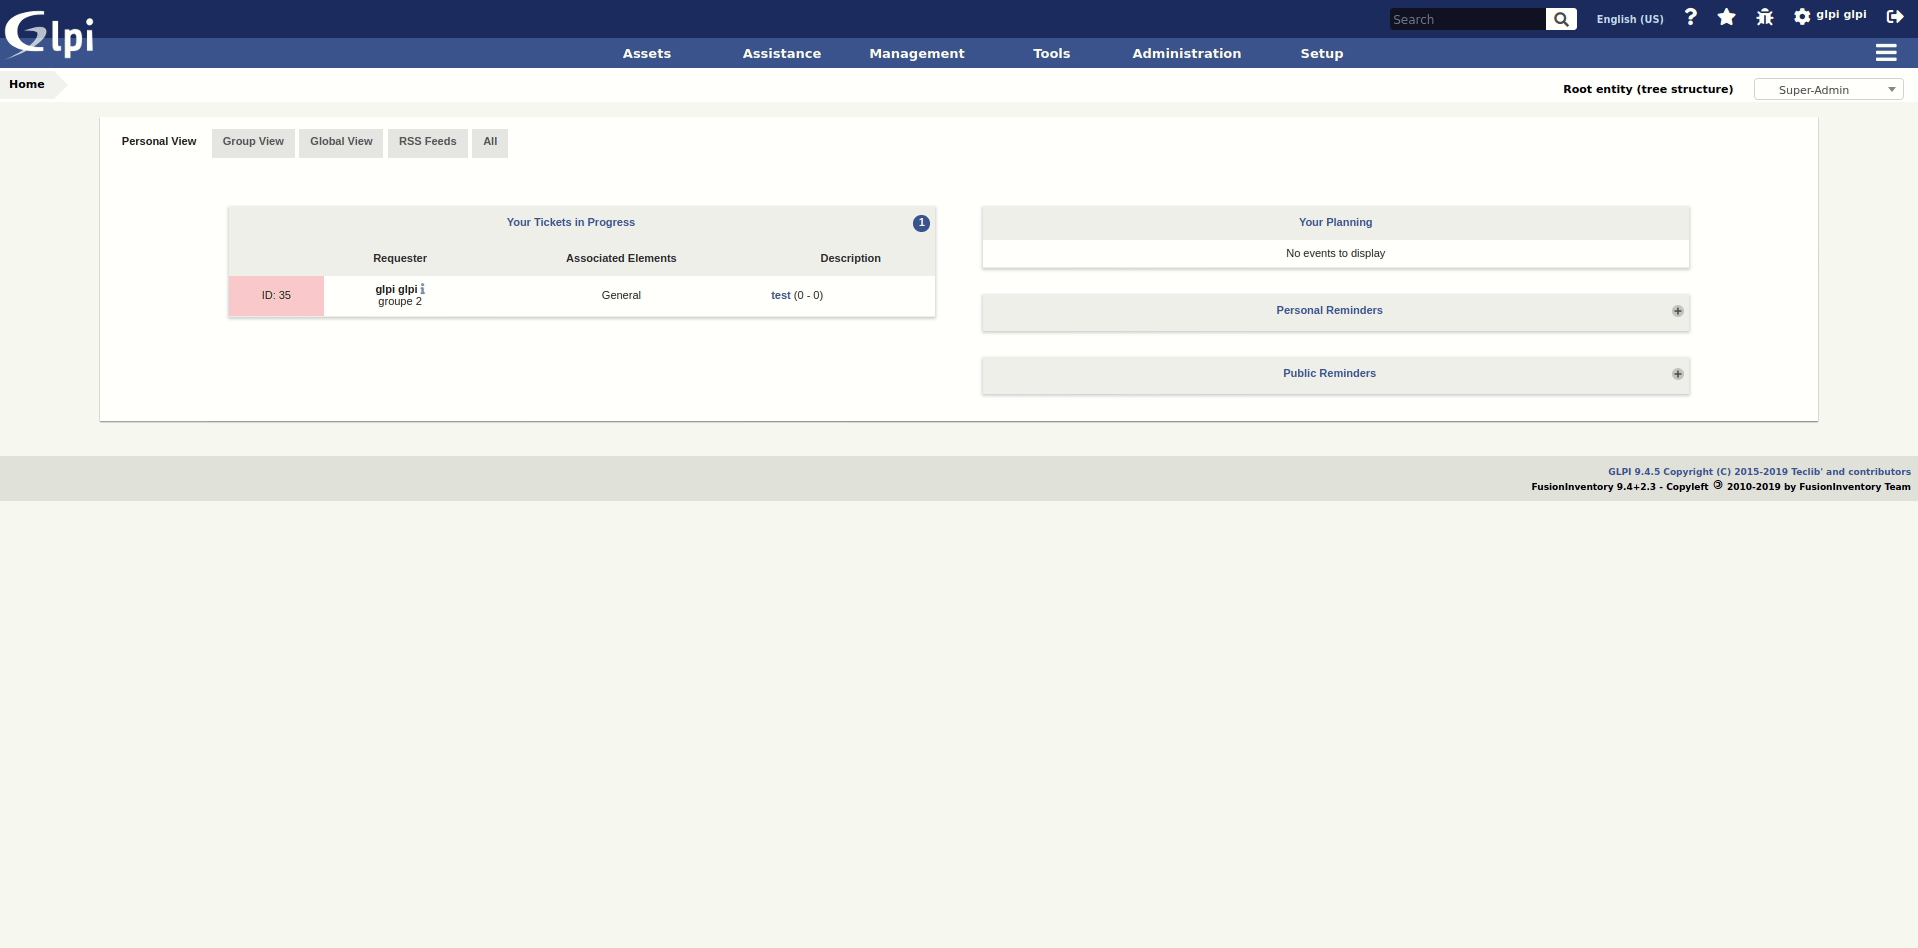 Glpi
Search
English (US)
glpi glpi
Assets
Assistance
Management
Tools
Administration
Setup
Home
Root entity (tree structure)
Super-Admin
Personal View
Group View
Global View
RSS Feeds
All
Your Tickets in Progress
1
Requester
Associated Elements
Description
ID: 35
glpi glpi
groupe 2
General
test (0 - 0)
Your Planning
No events to display
Personal Reminders
Public Reminders
GLPI 9.4.5 Copyright (C) 2015-2019 Teclib' and contributors
FusionInventory 9.4+2.3 - Copyleft 🄯 2010-2019 by FusionInventory Team